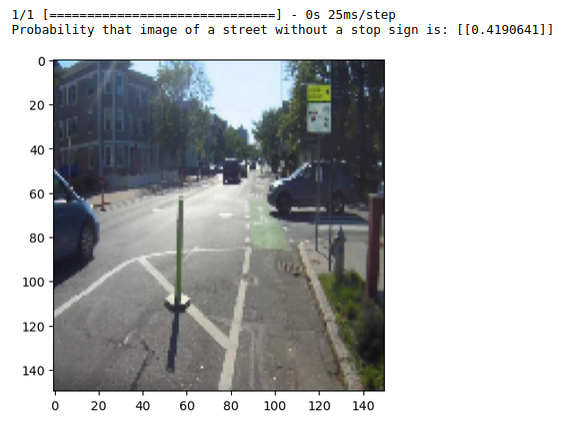 1/1 [==============================] - 0s 25ms/step
Probability that image of a street without a stop sign is: [[0.4190641]]
0
20
40
60
80
100
120
140
0 20 40 60 80 100 120 140